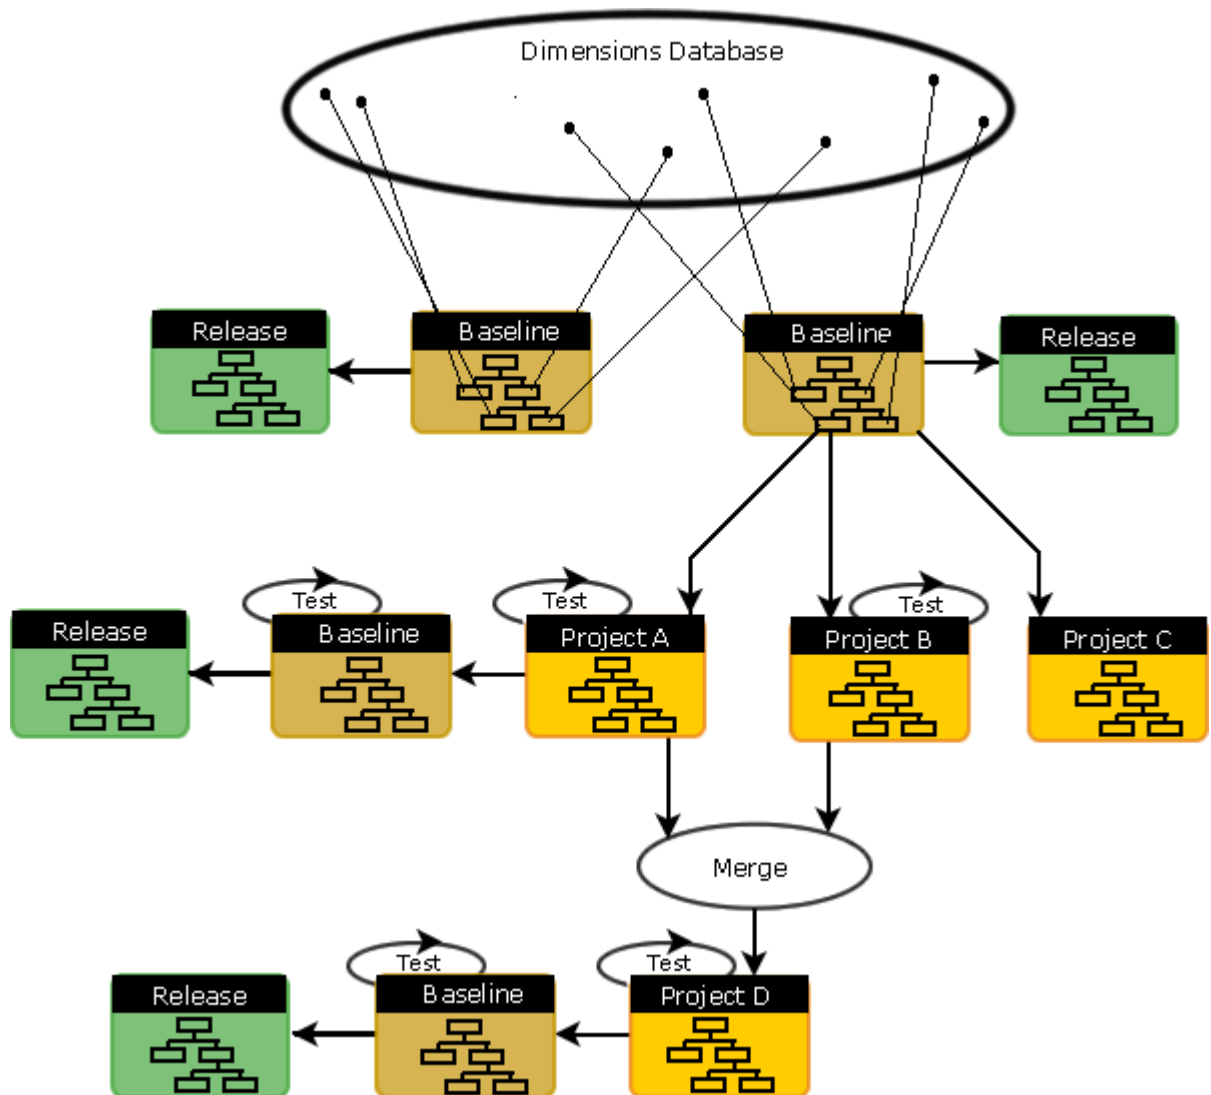 Dimensions Database
Release
Baseline
Baseline
Release
Test
Test
Test
Release
Baseline
Project A
Project B
Project C
Merge
Test
Test
Release
Baseline
Project D